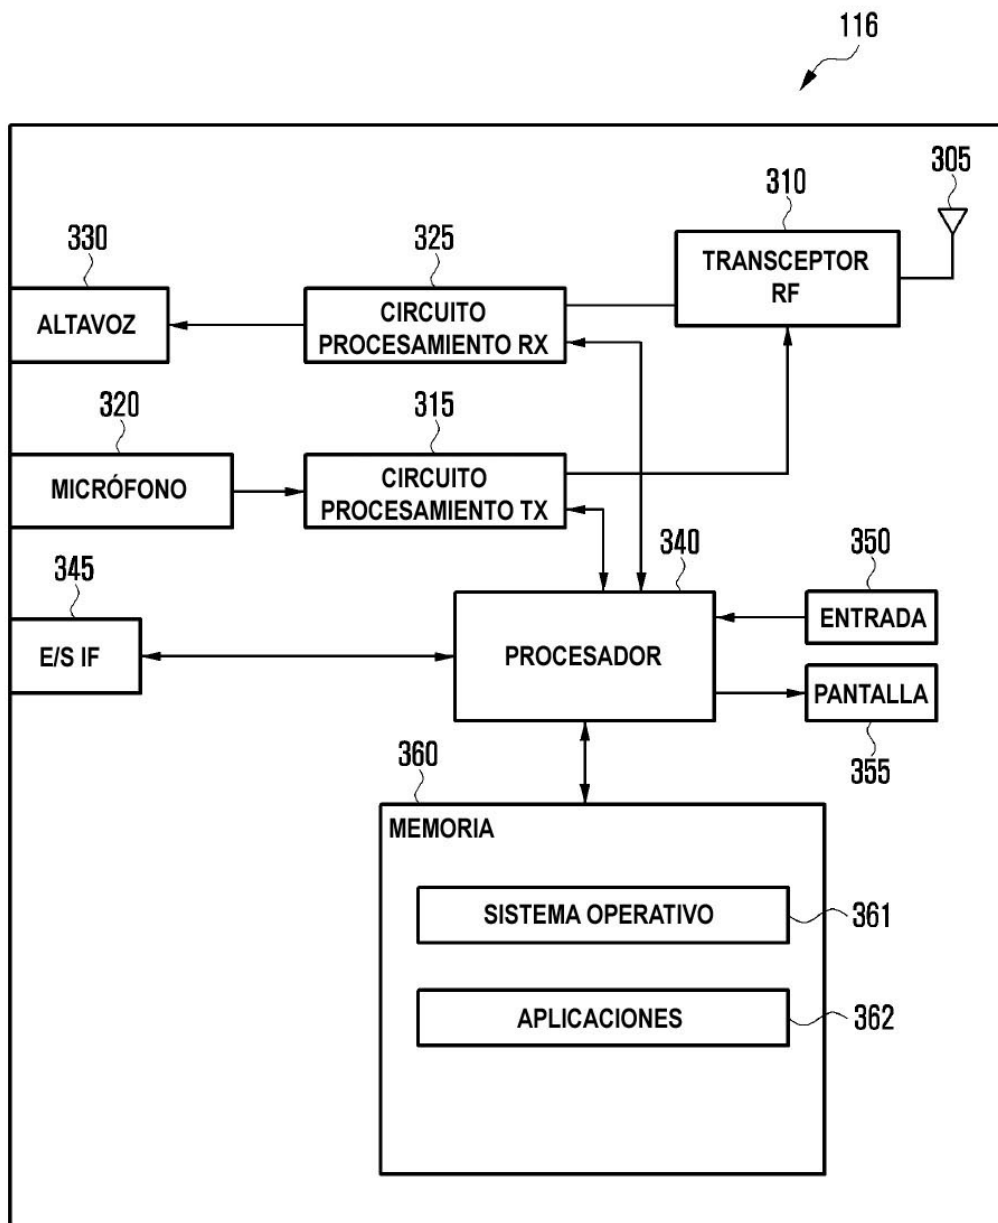 116
305
310
TRANSCEPTOR
RF
330
ALTAVOZ
325
CIRCUITO
PROCESAMIENTO RX
320
MICRÓFONO
315
CIRCUITO
PROCESAMIENTO TX
345
E/S IF
340
PROCESADOR
350
ENTRADA
PANTALLA
355
360
MEMORIA
SISTEMA OPERATIVO
361
APLICACIONES
362